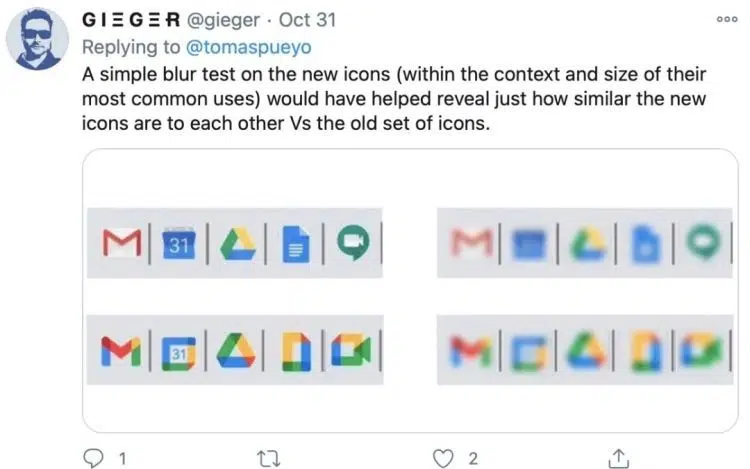 GIEGER @gieger · Oct 31
Replying to @tomaspueyo
A simple blur test on the new icons (within the context and size of their
most common uses) would have helped reveal just how similar the new
icons are to each other Vs the old set of icons.
31
31
1
2